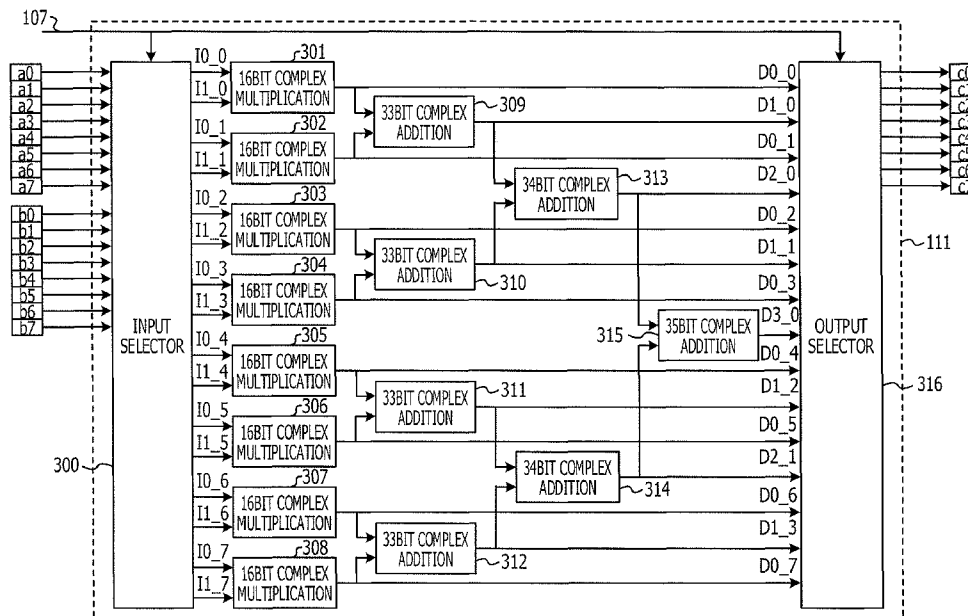 107
a0
a1
a2
a3
a4
a5
a6
a7
b0
b1
b2
b3
b4
b5
b6
b7
300
INPUT
SELECTOR
I0_0
I1_0
I0_1
I1_1
I0_2
I1_2
I0_3
I1_3
I0_4
I1_4
I0_5
I1_5
I0_6
I1_6
I0_7
I1_7
301
16BIT COMPLEX
MULTIPLICATION
302
16BIT COMPLEX
MULTIPLICATION
303
16BIT COMPLEX
MULTIPLICATION
304
16BIT COMPLEX
MULTIPLICATION
305
16BIT COMPLEX
MULTIPLICATION
306
16BIT COMPLEX
MULTIPLICATION
307
16BIT COMPLEX
MULTIPLICATION
308
16BIT COMPLEX
MULTIPLICATION
33BIT COMPLEX
ADDITION
309
33BIT COMPLEX
ADDITION
310
33BIT COMPLEX
ADDITION
311
33BIT COMPLEX
ADDITION
312
34BIT COMPLEX
ADDITION
313
34BIT COMPLEX
ADDITION
314
35BIT COMPLEX
ADDITION
315
D0_0
D1_0
D0_1
D2_0
D0_2
D1_1
D0_3
D3_0
D0_4
D1_2
D0_5
D2_1
D0_6
D1_3
D0_7
OUTPUT
SELECTOR
c0
111
316